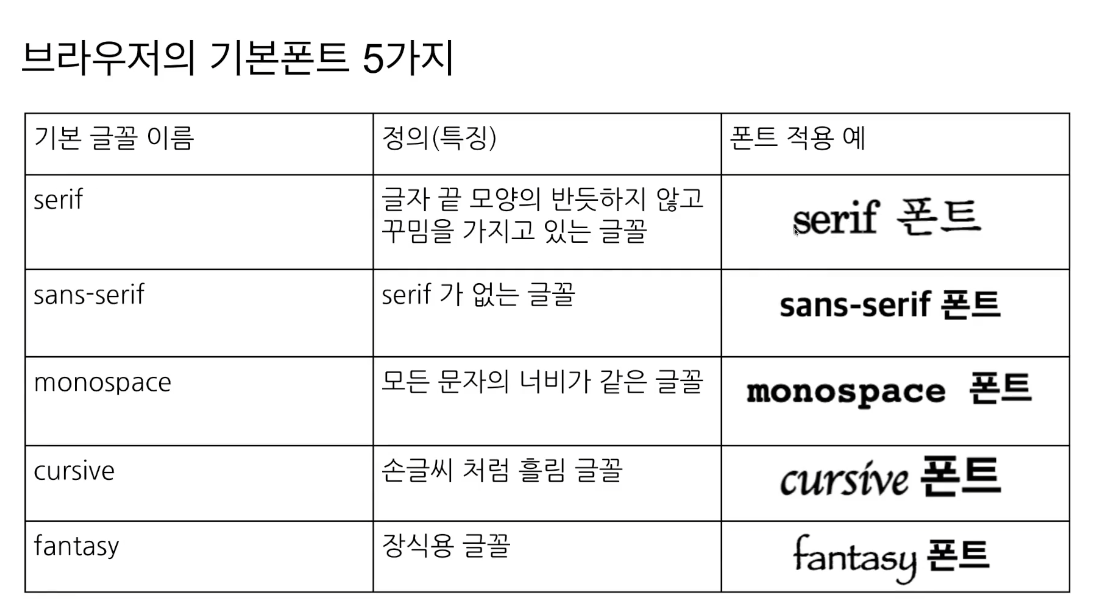 브라우저의 기본폰트 5가지
기본 글꼴 이름 정의(특징) 폰트 적용 예
serif 글자 끝 모양의 반듯하지 않고
꾸밈을 가지고 있는 글꼴 serif 폰트
sans-serif serif 가 없는 글꼴 sans-serif 폰트
monospace 모든 문자의 너비가 같은 글꼴 monospace 폰트
cursive 손글씨 처럼 흘림 글꼴 cursive 폰트
fantasy 장식용 글꼴 fantasy 폰트